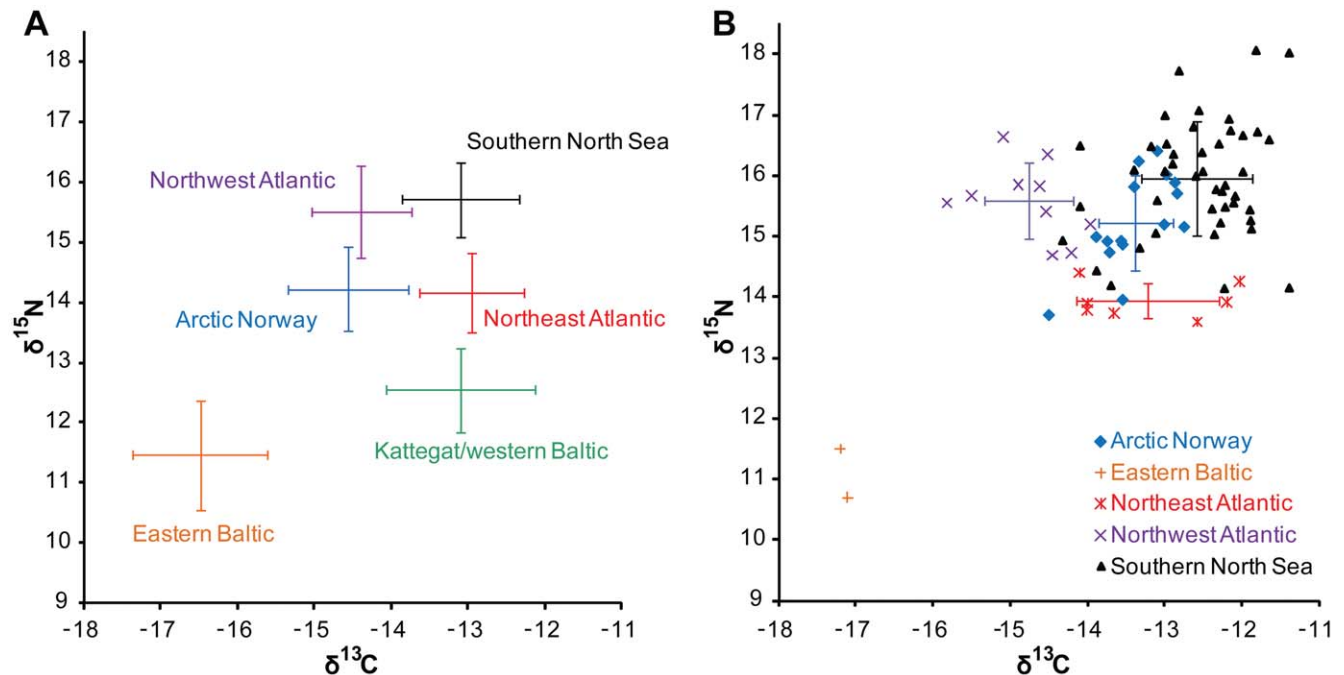 A
18
17
16
15
14
13
12
11
10
9
-18 -17 -16 -15 -14 -13 -12 -11
δ15N
δ13C
Southern North Sea
Northwest Atlantic
Arctic Norway
Northeast Atlantic
Kattegat/western Baltic
Eastern Baltic
B
18
17
16
15
14
13
12
11
10
9
-18 -17 -16 -15 -14 -13 -12 -11
δ15N
δ13C
Arctic Norway
Eastern Baltic
Northeast Atlantic
Northwest Atlantic
Southern North Sea